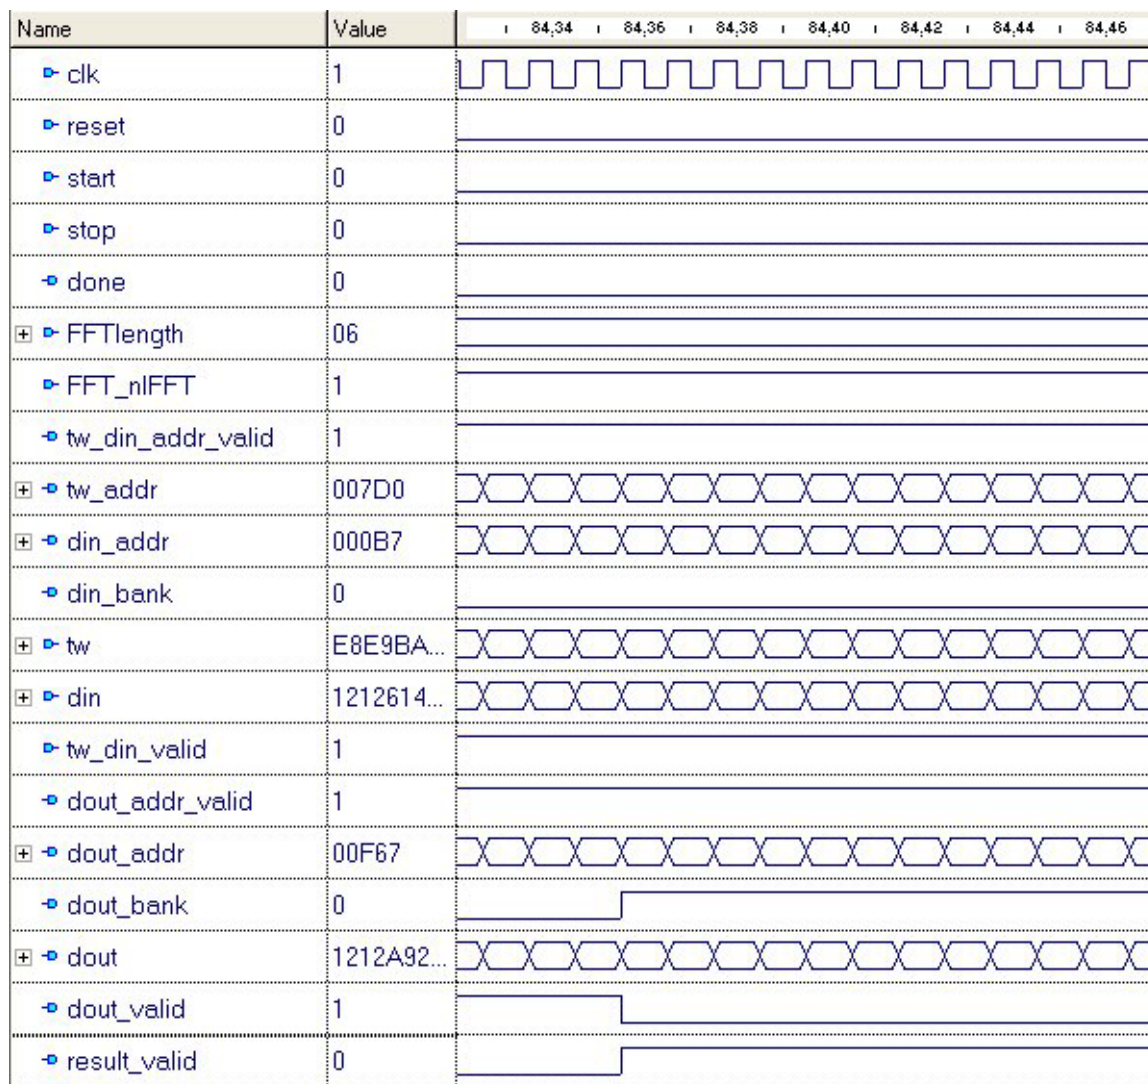 Name Value 84,34 84,36 84,38 84,40 84,42 84,44 84,46
clk 1
reset 0
start 0
stop 0
done 0
FFTlength 06
FFT_nIFFT 1
tw_din_addr_valid 1
tw_addr 007D0
din_addr 000B7
din_bank 0
tw E8E9BA...
din 1212614...
tw_din_valid 1
dout_addr_valid 1
dout_addr 00F67
dout_bank 0
dout 1212A92...
dout_valid 1
result_valid 0